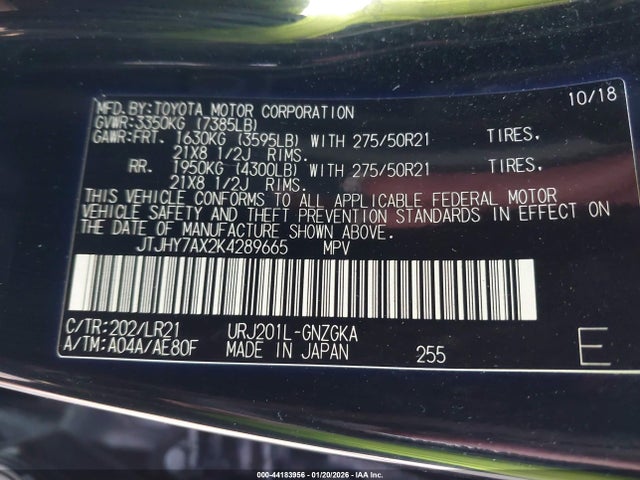 MFD.BY:TOYOTA MOTOR CORPORATION 10/18
GVWR:3350KG (7385LB)
GAWR:FRT. 1630KG (3595LB) WITH 275/50R21 TIRES.
21X8 1/2J RIMS.
RR. 1950KG (4300LB) WITH 275/50R21 TIRES.
21X8 1/2J RIMS.
THIS VEHICLE CONFORMS TO ALL APPLICABLE FEDERAL MOTOR
VEHICLE SAFETY AND THEFT PREVENTION STANDARDS IN EFFECT ON
THE DATE OF MANUFACTURE SHOWN ABOVE.
JTJHY7AX2K4289665 MPV
C/TR:202/LR21 URJ201L-GNZGKA
A/TM:A04A/AE80F MADE IN JAPAN 255 E
000-44183956 - 01/20/2026 - IAA Inc.